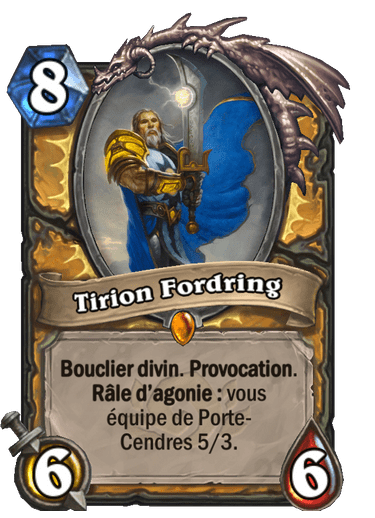 8
Tirion Fordring
Bouclier divin. Provocation.
Râle d'agonie : vous
équipe de Porte-
Cendres 5/3.
6
6